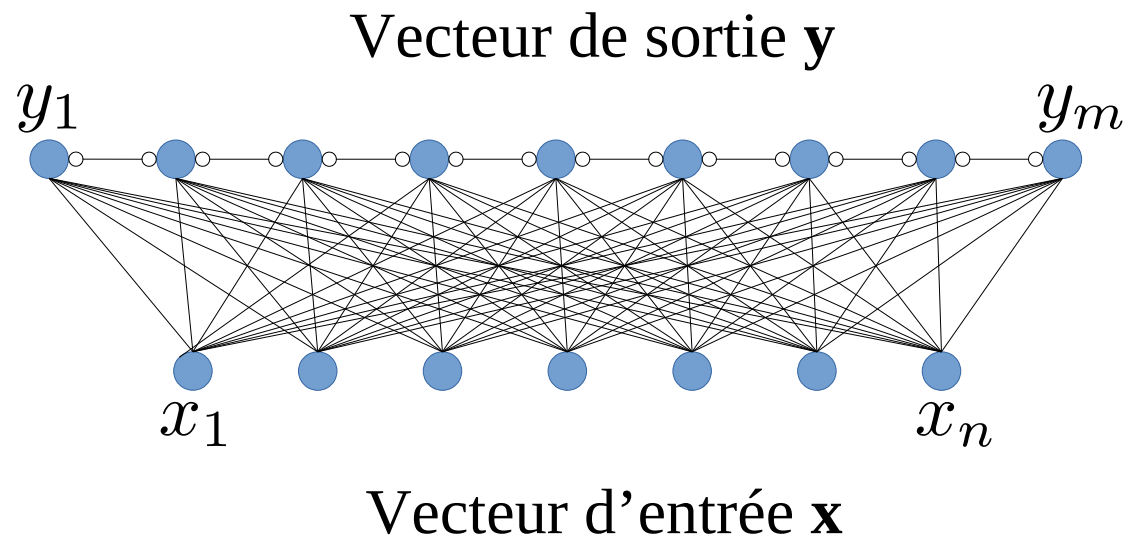 Vecteur de sortie y
y1 ym
x1 xn
Vecteur d’entrée x